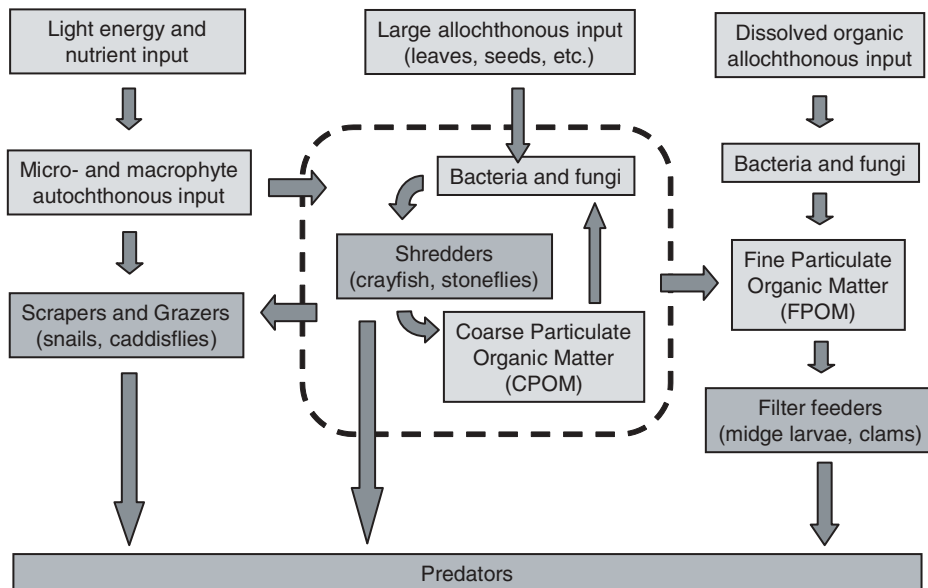 Light energy and
nutrient input
Large allochthonous input
(leaves, seeds, etc.)
Dissolved organic
allochthonous input
Micro- and macrophyte
autochthonous input
Bacteria and fungi
Bacteria and fungi
Shredders
(crayfish, stoneflies)
Fine Particulate
Organic Matter
(FPOM)
Scrapers and Grazers
(snails, caddisflies)
Coarse Particulate
Organic Matter
(CPOM)
Filter feeders
(midge larvae, clams)
Predators